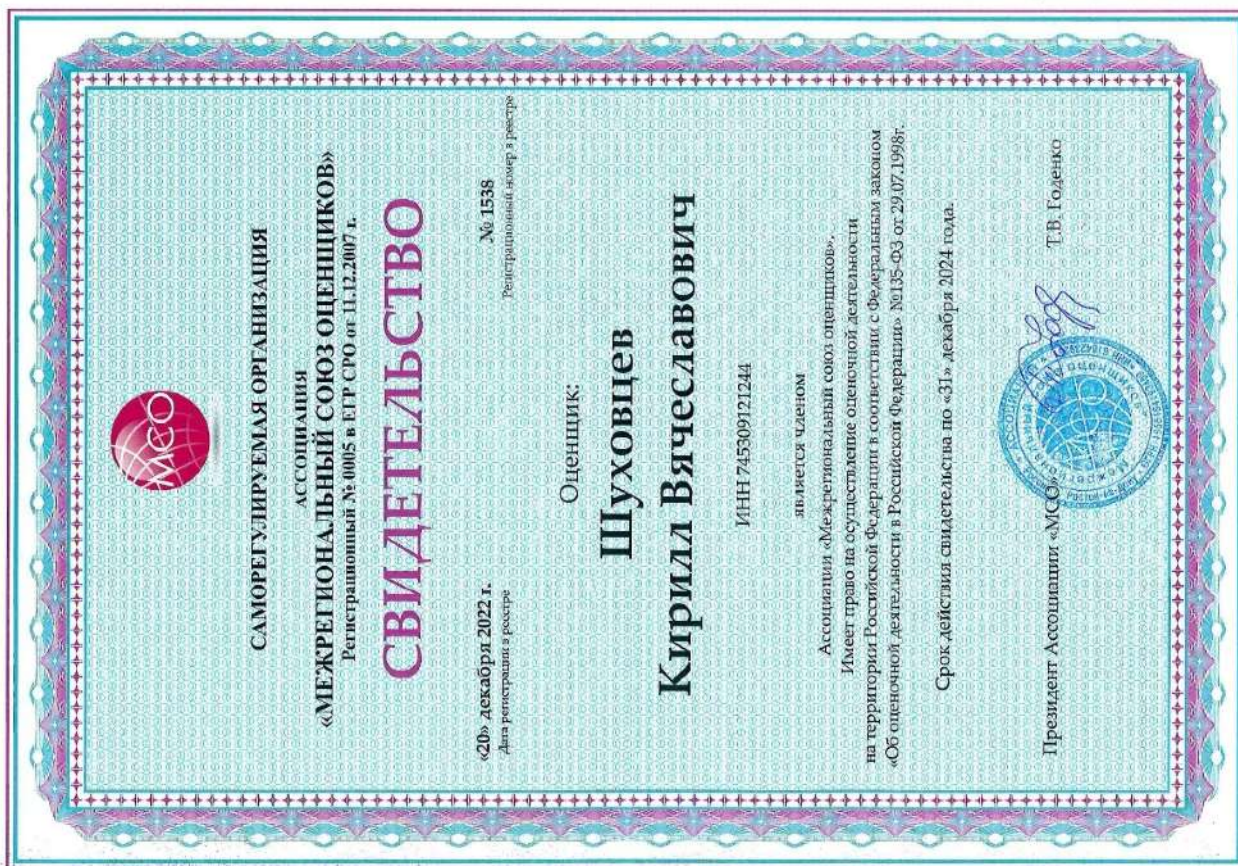 МСО
САМОРЕГУЛИРУЕМАЯ ОРГАНИЗАЦИЯ
АССОЦИАЦИЯ
«МЕЖРЕГИОНАЛЬНЫЙ СОЮЗ ОЦЕНЩИКОВ»
Регистрационный № 0005 в ЕГР СРО от 11.12.2007 г.
СВИДЕТЕЛЬСТВО
«20» декабря 2022 г. № 1538
Дата регистрации в реестре Регистрационный номер в реестре
Оценщик:
Шуховцев
Кирилл Вячеславович
ИНН 745309121244
является членом
Ассоциации «Межрегиональный союз оценщиков».
Имеет право на осуществление оценочной деятельности
на территории Российской Федерации в соответствии с Федеральным законом
«Об оценочной деятельности в Российской Федерации» №135-ФЗ от 29.07.1998г.
Срок действия свидетельства по «31» декабря 2024 года.
Президент Ассоциации «МСО» Т.В. Годенко